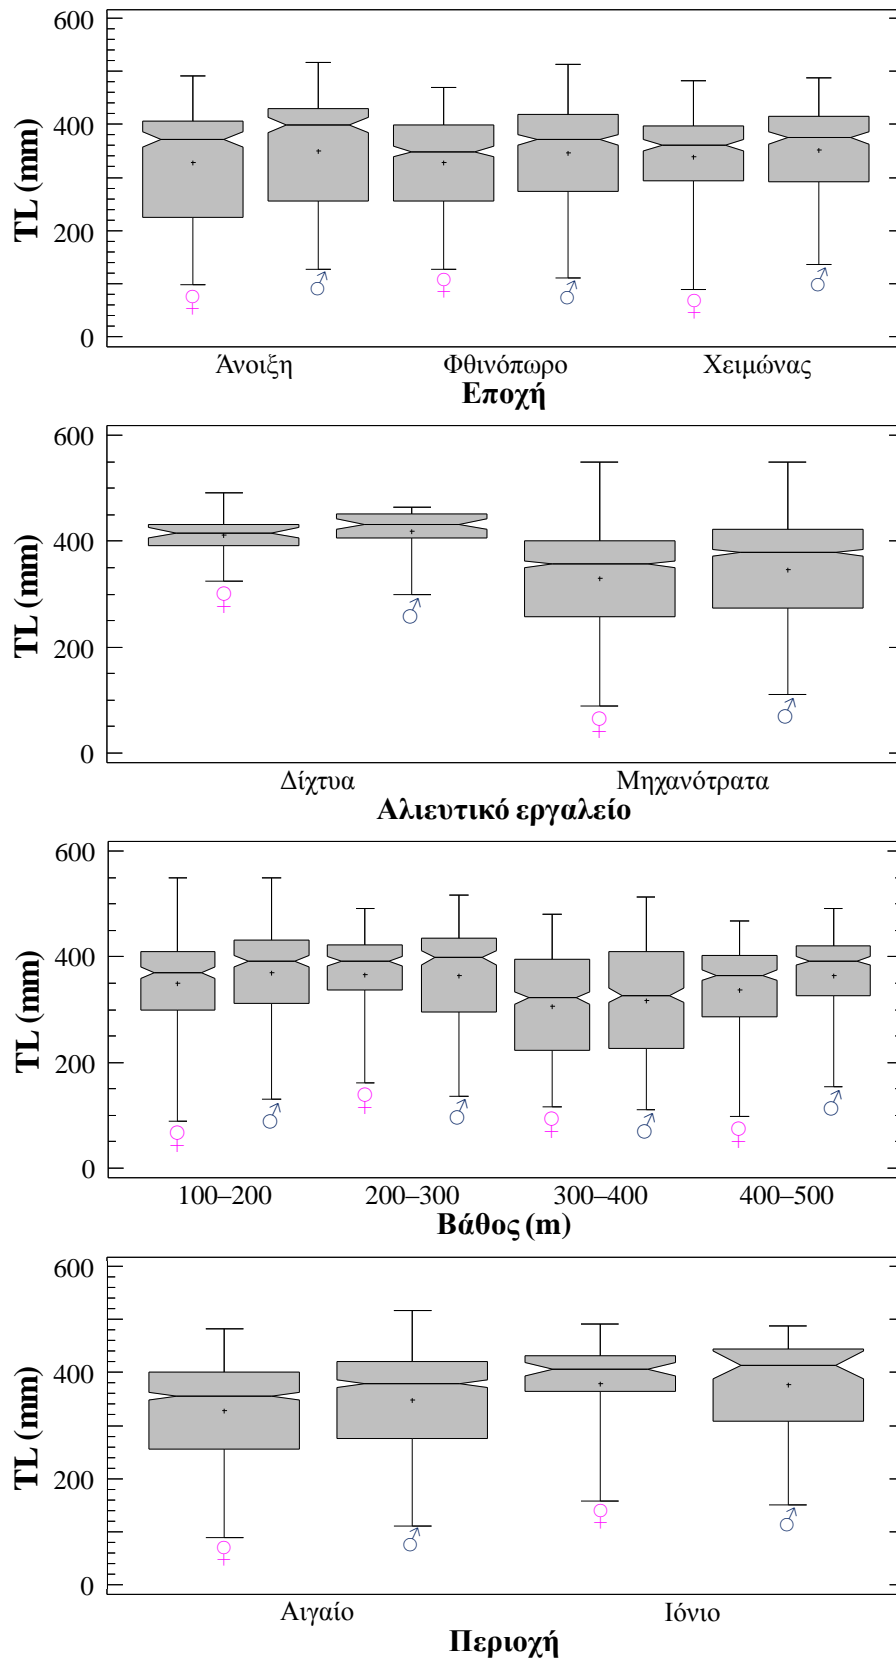 600
400
200
0
TL (mm)
♀ ♂ ♀ ♂ ♀ ♂
Άνοιξη Φθινόπωρο Χειμώνας
Εποχή
600
400
200
0
TL (mm)
♀ ♂ ♀ ♂
Δίχτυα Μηχανότρατα
Αλιευτικό εργαλείο
600
400
200
0
TL (mm)
♀ ♂ ♀ ♂ ♀ ♂ ♀ ♂
100–200 200–300 300–400 400–500
Βάθος (m)
600
400
200
0
TL (mm)
♀ ♂ ♀ ♂
Αιγαίο Ιόνιο
Περιοχή